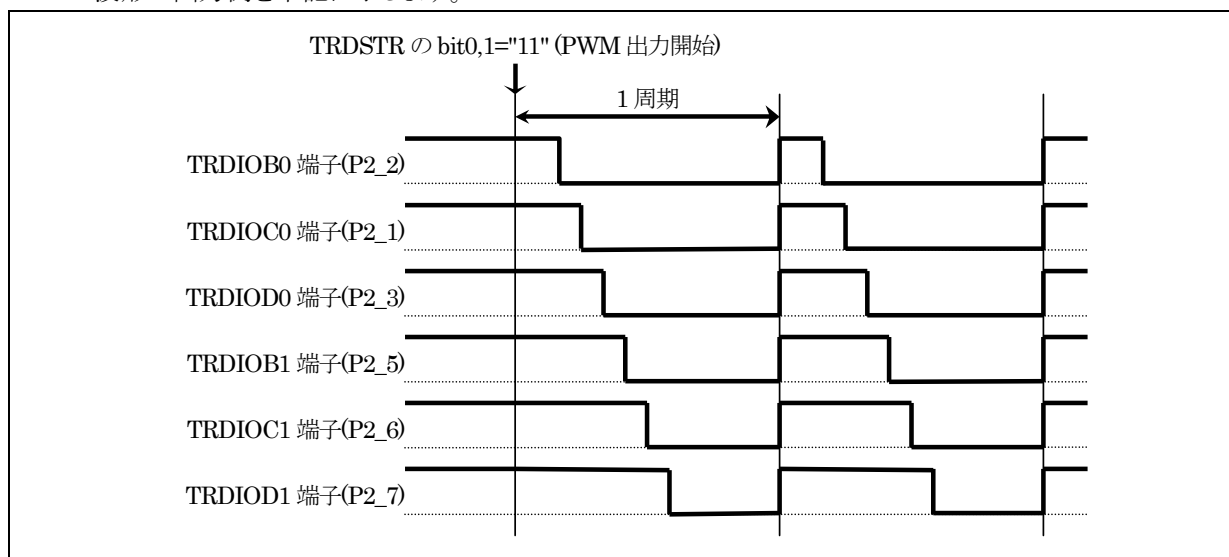 TRDSTR の bit0,1="11" (PWM 出力開始)
1 周期
TRDIOB0 端子(P2_2)
TRDIOC0 端子(P2_1)
TRDIOD0 端子(P2_3)
TRDIOB1 端子(P2_5)
TRDIOC1 端子(P2_6)
TRDIOD1 端子(P2_7)